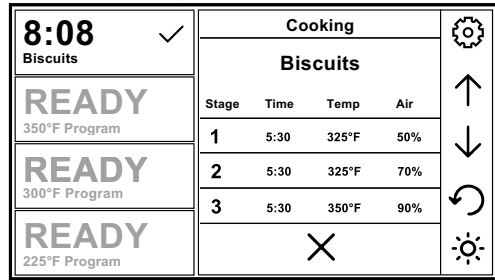 8:08
Biscuits
READY
350°F Program
READY
300°F Program
READY
225°F Program
Cooking
Biscuits
Stage Time Temp Air
1 5:30 325°F 50%
2 5:30 325°F 70%
3 5:30 350°F 90%